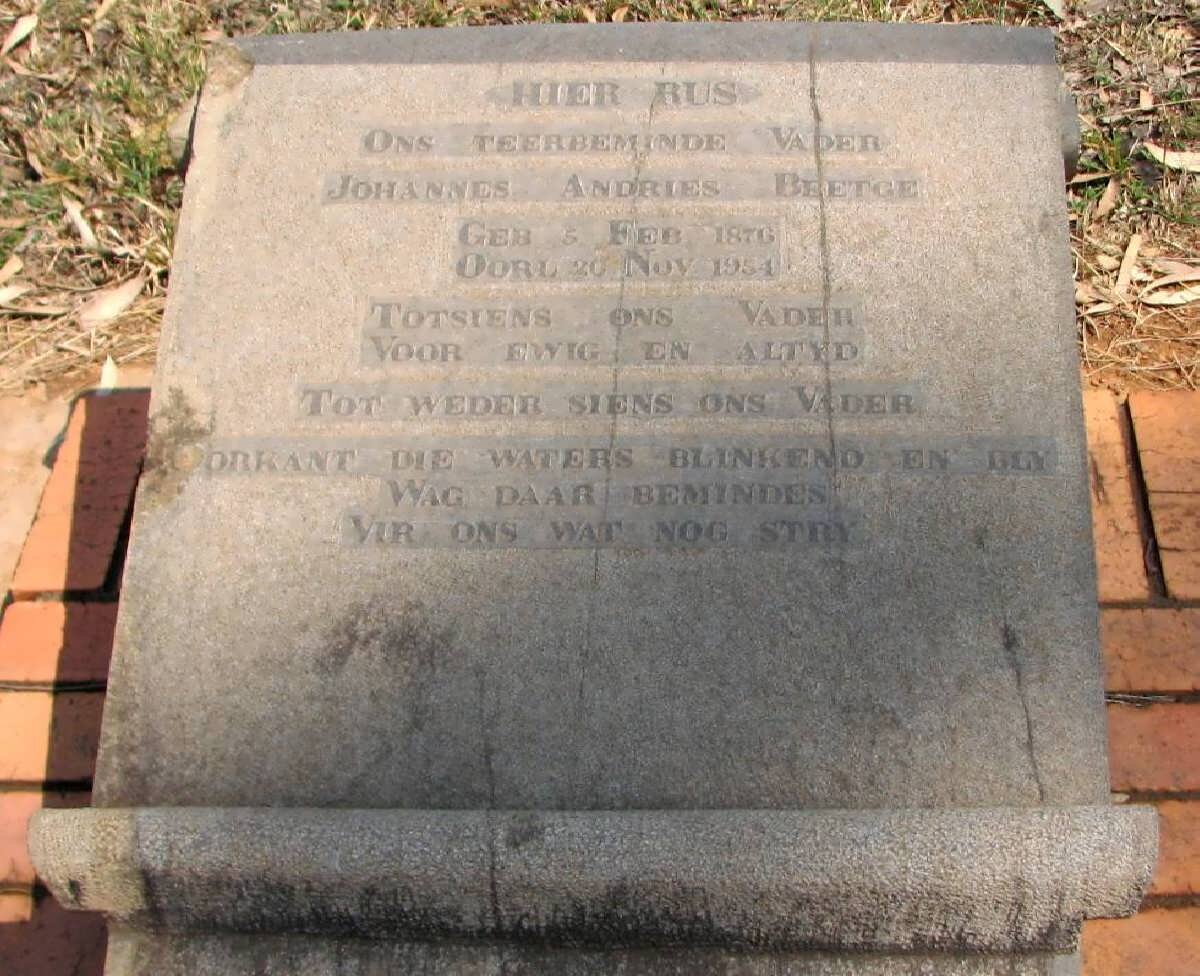 HIER RUS
ONS TEERBEMINDE VADER
JOHANNES ANDRIES BEETGE
GEB 5 FEB 1876
OORL 26 NOV 1954
TOTSIENS ONS VADER
VOOR EWIG EN ALTYD
TOT WEDER SIENS ONS VADER
OORKANT DIE WATERS BLINKEND EN BLY
WAG DAAR BEMINDES
VIR ONS WAT NOG STRY